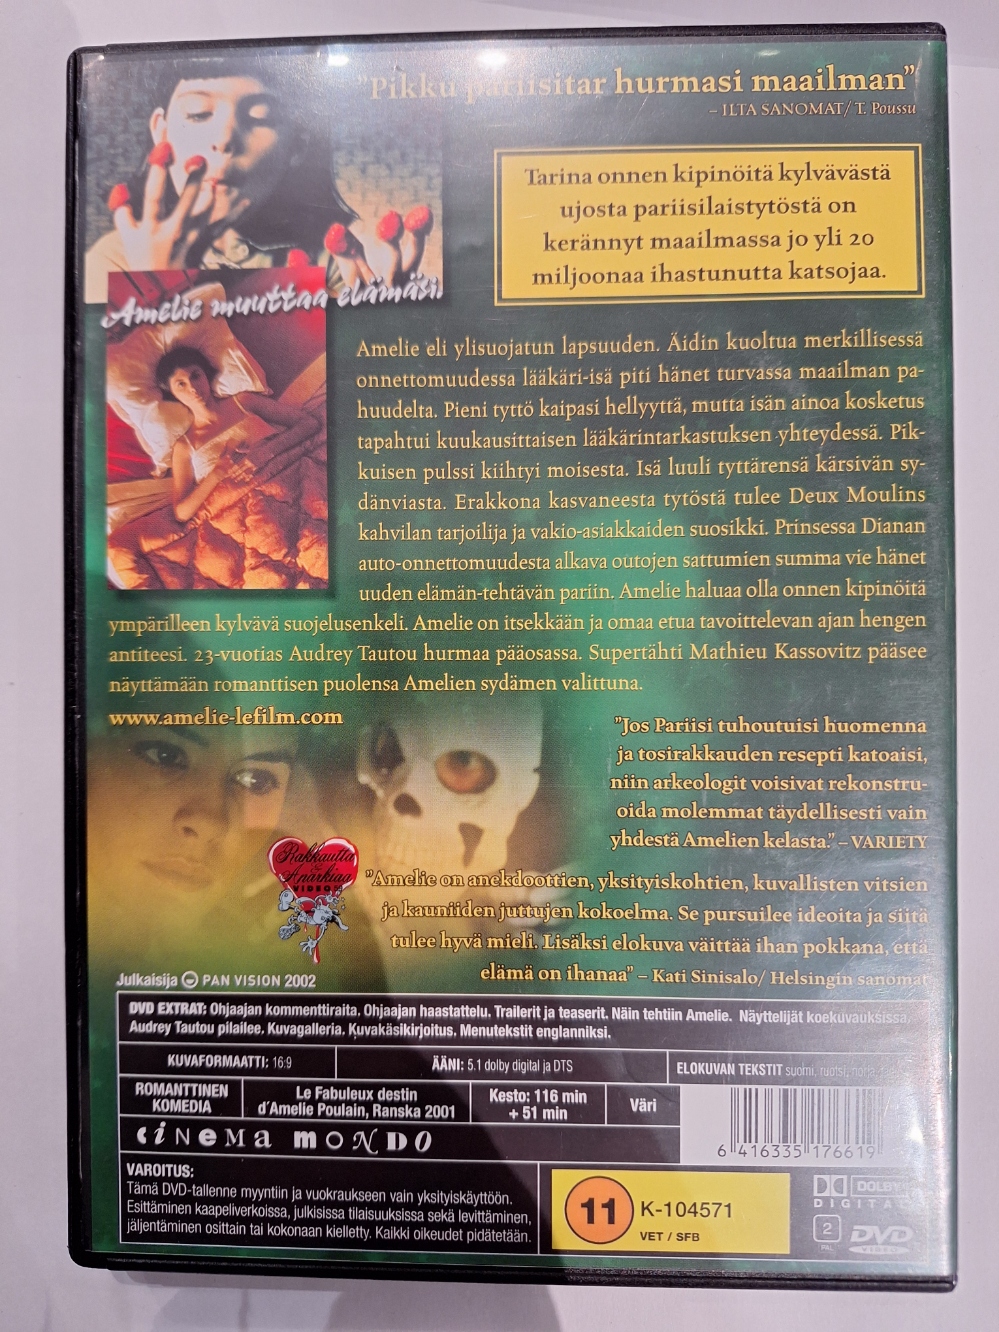 "Pikku pariisitar hurmasi maailman"
– ILTA SANOMAT/ T. Poussu
Tarina onnen kipinöitä kylvävästä
ujosta pariisilaistytöstä on
kerännyt maailmassa jo yli 20
miljoonaa ihastunutta katsojaa.
Amelie muuttaa elämäsi.
Amelie eli ylisuojatun lapsuuden. Äidin kuoltua merkillisessä
onnettomuudessa lääkäri-isä piti hänet turvassa maailman pa-
huudelta. Pieni tyttö kaipasi hellyyttä, mutta isän ainoa kosketus
tapahtui kuukausittaisen lääkärintarkastuksen yhteydessä. Pik-
kuisen pulssi kiihtyi moisesta. Isä luuli tyttärensä kärsivän sy-
dänviasta. Erakkona kasvaneesta tytöstä tulee Deux Moulins
kahvilan tarjoilija ja vakio-asiakkaiden suosikki. Prinsessa Dianan
auto-onnettomuudesta alkava outojen sattumien summa vie hänet
uuden elämän-tehtävän pariin. Amelie haluaa olla onnen kipinöitä
ympärilleen kylvävä suojelusenkeli. Amelie on itsekkään ja omaa etua tavoittelevan ajan hengen
antiteesi. 23-vuotias Audrey Tautou hurmaa pääosassa. Supertähti Mathieu Kassovitz pääsee
näyttämään romanttisen puolensa Amelien sydämen valittuna.
www.amelie-lefilm.com
"Jos Pariisi tuhoutuisi huomenna
ja tosirakkauden resepti katoaisi,
niin arkeologit voisivat rekonstru-
oida molemmat täydellisesti vain
yhdestä Amelien kelasta." – VARIETY
Rakkautta
& Anarkiaa
VIDEO
"Amelie on anekdoottien, yksityiskohtien, kuvallisten vitsien
ja kauniiden juttujen kokoelma. Se pursuilee ideoita ja siitä
tulee hyvä mieli. Lisäksi elokuva väittää ihan pokkana, että
elämä on ihanaa" – Kati Sinisalo/ Helsingin sanomat
Julkaisija PAN VISION 2002
DVD EXTRAT: Ohjaajan kommenttiraita. Ohjaajan haastattelu. Trailerit ja teaserit. Näin tehtiin Amelie. Näyttelijät koekuvauksissa.
Audrey Tautou pilailee. Kuvagalleria. Kuvakäsikirjoitus. Menutekstit englanniksi.
KUVAFORMAATTI: 16:9
ÄÄNI: 5.1 dolby digital ja DTS
ELOKUVAN TEKSTIT suomi, ruotsi, norja,
ROMANTTINEN
KOMEDIA
Le Fabuleux destin
d´Amelie Poulain, Ranska 2001
Kesto: 116 min
+ 51 min
Väri
CiNeMa MONDO
6 416335 176619
VAROITUS:
Tämä DVD-tallenne myyntiin ja vuokraukseen vain yksityiskäyttöön.
Esittäminen kaapeliverkoissa, julkisissa tilaisuuksissa sekä levittäminen,
jäljentäminen osittain tai kokonaan kielletty. Kaikki oikeudet pidätetään.
11 K-104571
VET / SFB
DOLBY
DIGITAL
2
PAL
DVD
VIDEO